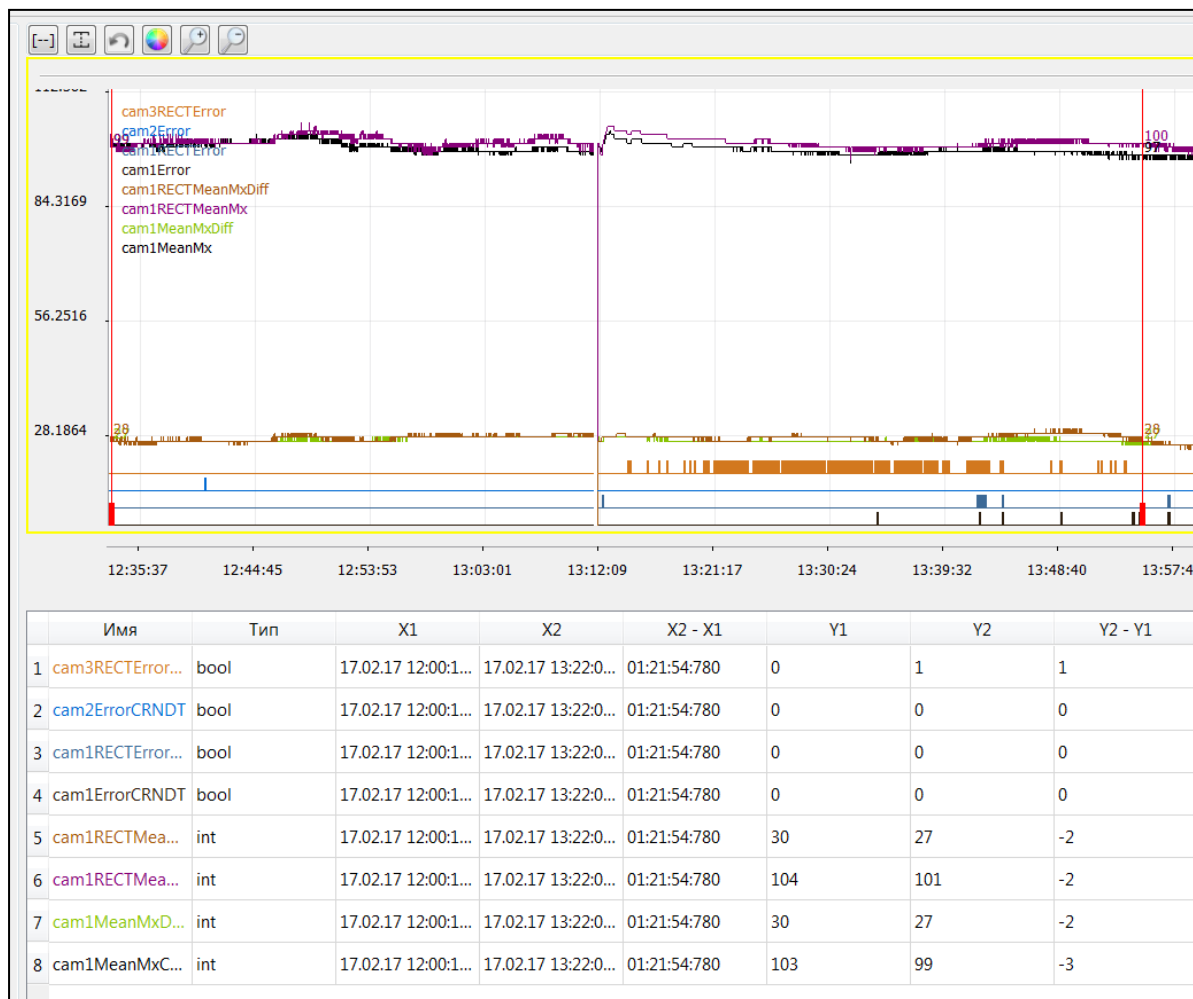 [--]
112.382
cam3RECTError
cam2Error
cam1RECTError
cam1Error
cam1RECTMeanMxDiff
cam1RECTMeanMx
cam1MeanMxDiff
cam1MeanMx
99
100
97
84.3169
56.2516
28.1864
28
28
12:35:37 12:44:45 12:53:53 13:03:01 13:12:09 13:21:17 13:30:24 13:39:32 13:48:40 13:57:4
Имя Тип X1 X2 X2 - X1 Y1 Y2 Y2 - Y1
1 cam3RECTError... bool 17.02.17 12:00:1... 17.02.17 13:22:0... 01:21:54:780 0 1 1
2 cam2ErrorCRNDT bool 17.02.17 12:00:1... 17.02.17 13:22:0... 01:21:54:780 0 0 0
3 cam1RECTError... bool 17.02.17 12:00:1... 17.02.17 13:22:0... 01:21:54:780 0 0 0
4 cam1ErrorCRNDT bool 17.02.17 12:00:1... 17.02.17 13:22:0... 01:21:54:780 0 0 0
5 cam1RECTMea... int 17.02.17 12:00:1... 17.02.17 13:22:0... 01:21:54:780 30 27 -2
6 cam1RECTMea... int 17.02.17 12:00:1... 17.02.17 13:22:0... 01:21:54:780 104 101 -2
7 cam1MeanMxD... int 17.02.17 12:00:1... 17.02.17 13:22:0... 01:21:54:780 30 27 -2
8 cam1MeanMxC... int 17.02.17 12:00:1... 17.02.17 13:22:0... 01:21:54:780 103 99 -3